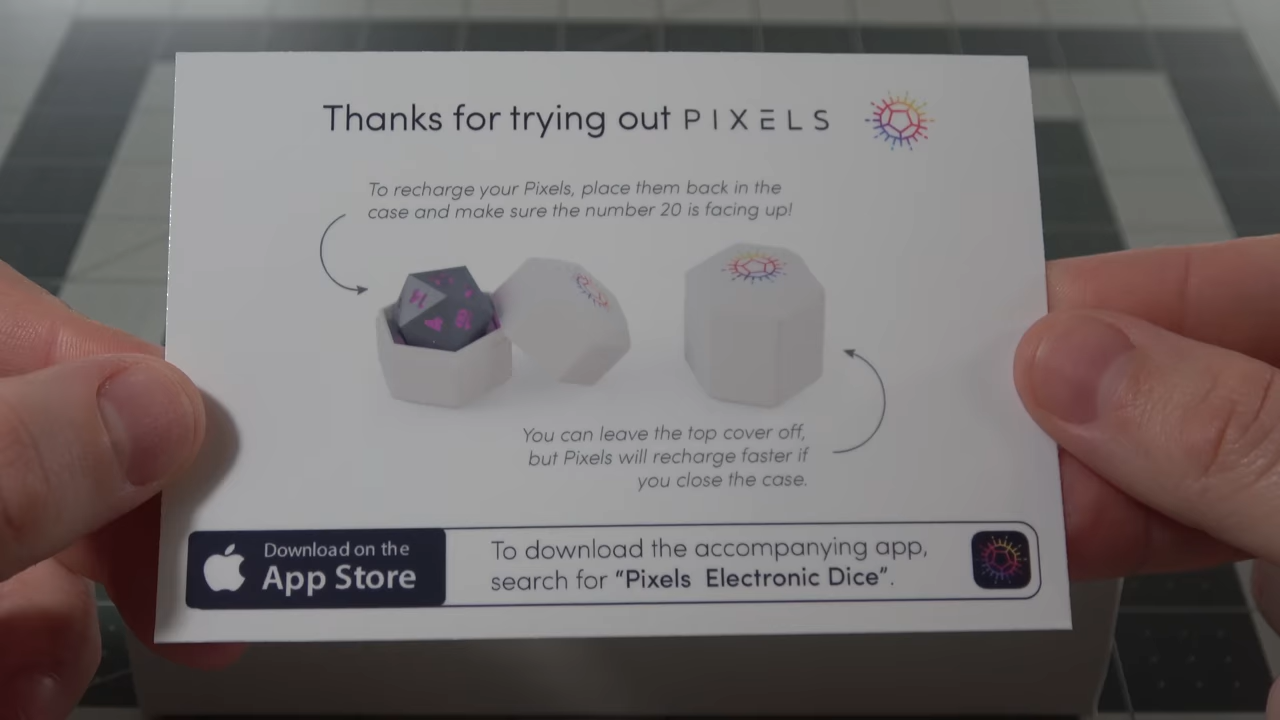 Thanks for trying out PIXELS
To recharge your Pixels, place them back in the
case and make sure the number 20 is facing up!
You can leave the top cover off,
but Pixels will recharge faster if
you close the case.
Download on the
App Store
To download the accompanying app,
search for “Pixels Electronic Dice”.